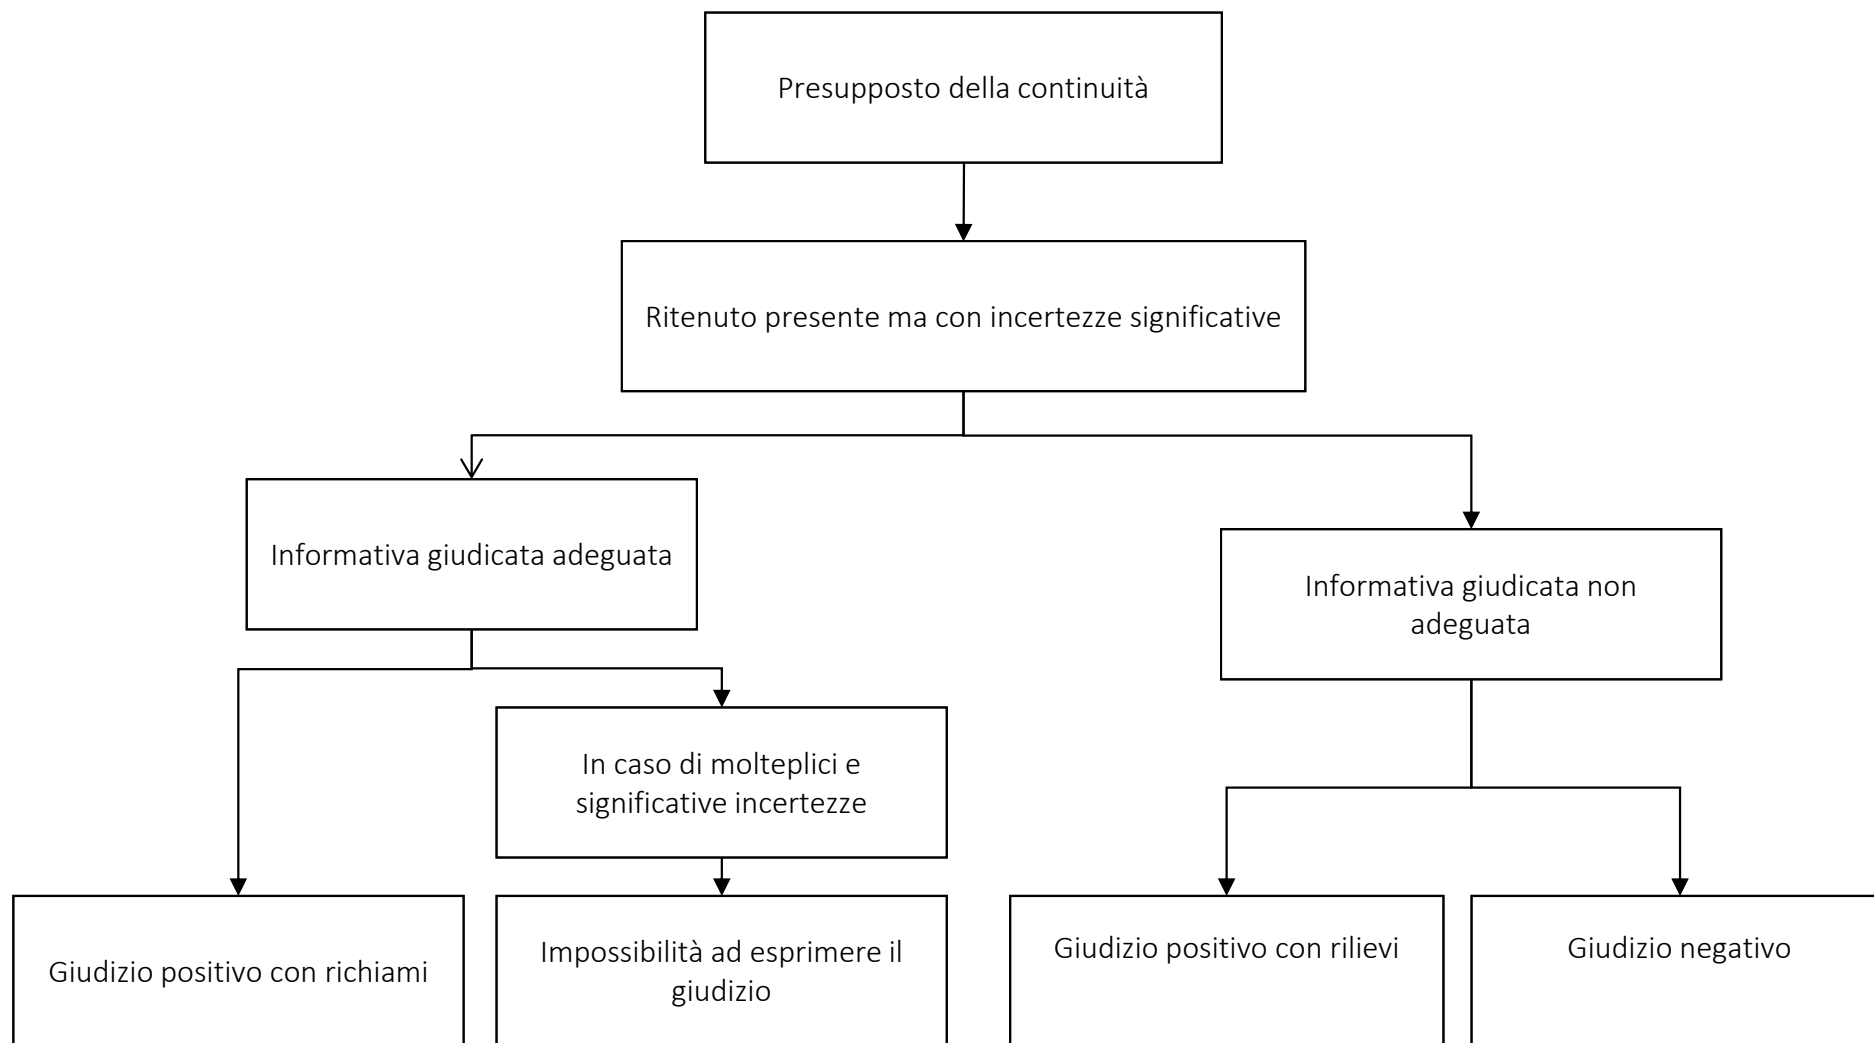 Presupposto della continuità
Ritenuto presente ma con incertezze significative
Informativa giudicata adeguata
Informativa giudicata non
adeguata
In caso di molteplici e
significative incertezze
Giudizio positivo con richiami
Impossibilità ad esprimere il
giudizio
Giudizio positivo con rilievi
Giudizio negativo